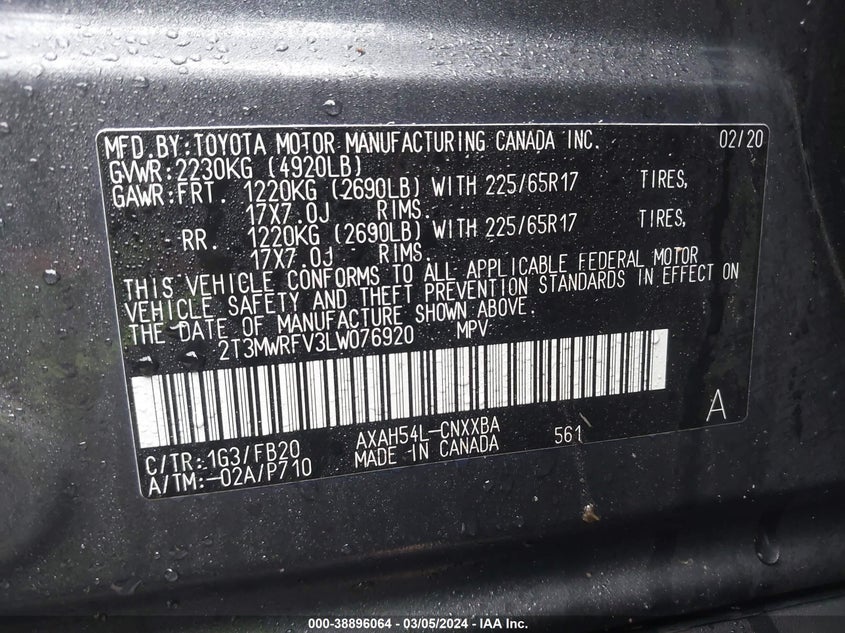 MFD.BY:TOYOTA MOTOR MANUFACTURING CANADA INC. 02/20
GVWR:2230KG (4920LB)
GAWR:FRT. 1220KG (2690LB) WITH 225/65R17 TIRES,
17X7.0J RIMS.
RR. 1220KG (2690LB) WITH 225/65R17 TIRES,
17X7.0J RIMS.
THIS VEHICLE CONFORMS TO ALL APPLICABLE FEDERAL MOTOR
VEHICLE SAFETY AND THEFT PREVENTION STANDARDS IN EFFECT ON
THE DATE OF MANUFACTURE SHOWN ABOVE.
2T3MWRFV3LW076920 MPV
C/TR:1G3/FB20 AXAH54L-CNXXBA 561 A
A/TM:-02A/P710 MADE IN CANADA
000-38896064 - 03/05/2024 - IAA Inc.